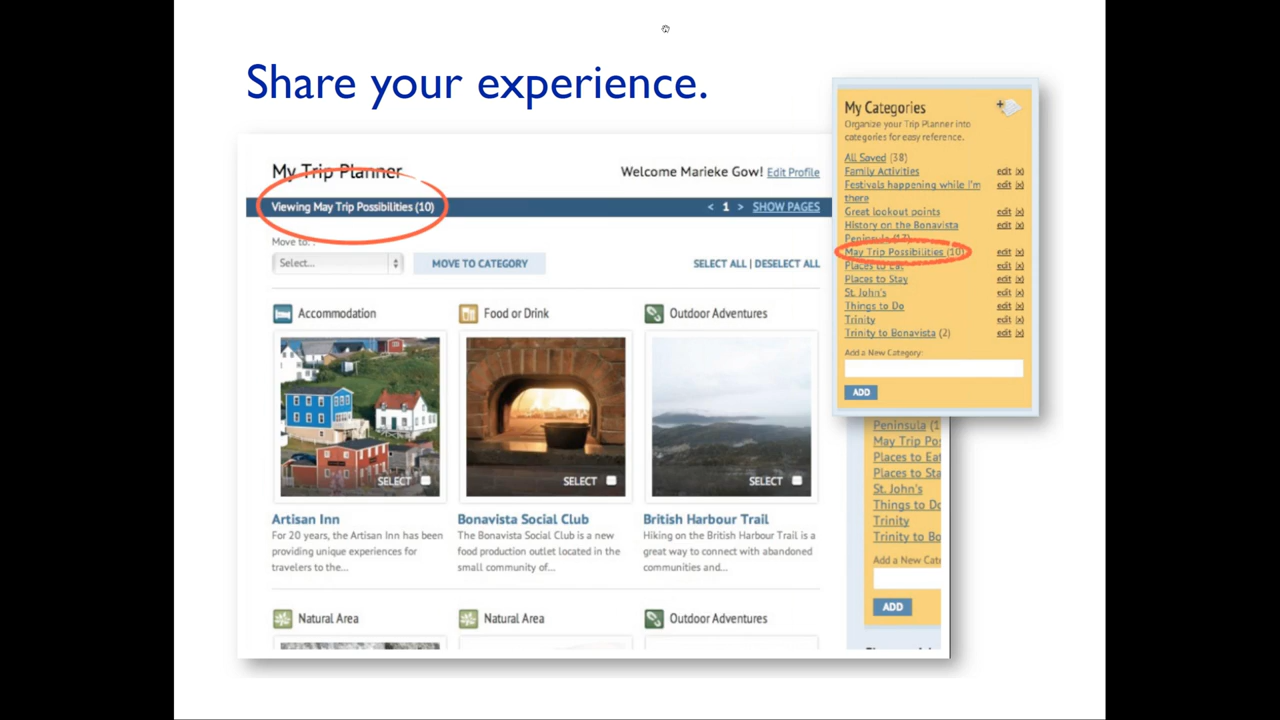 Share your experience.
My Trip Planner
Welcome Marieke Gow! Edit Profile
Viewing May Trip Possibilities (10)
< 1 > SHOW PAGES
Move to: :
Select...
MOVE TO CATEGORY
SELECT ALL | DESELECT ALL
Accommodation
Food or Drink
Outdoor Adventures
SELECT
SELECT
SELECT
Artisan Inn
For 20 years, the Artisan Inn has been
providing unique experiences for
travelers to the...
Bonavista Social Club
The Bonavista Social Club is a new
food production outlet located in the
small community of...
British Harbour Trail
Hiking on the British Harbour Trail is a
great way to connect with abandoned
communities and...
Natural Area
Natural Area
Outdoor Adventures
My Categories
Organize your Trip Planner into
categories for easy reference.
All Saved (38)
Family Activities edit [x]
Festivals happening while I'm edit [x]
there
Great lookout points edit [x]
History on the Bonavista edit [x]
Peninsula (17)
May Trip Possibilities (10) edit [x]
Places to Eat edit [x]
Places to Stay edit [x]
St. John's edit [x]
Things to Do edit [x]
Trinity edit [x]
Trinity to Bonavista (2) edit [x]
Add a New Category:
ADD
Peninsula (1
May Trip Po
Places to Eat
Places to Sta
St. John's
Things to Do
Trinity
Trinity to Bo
Add a New Cat
ADD